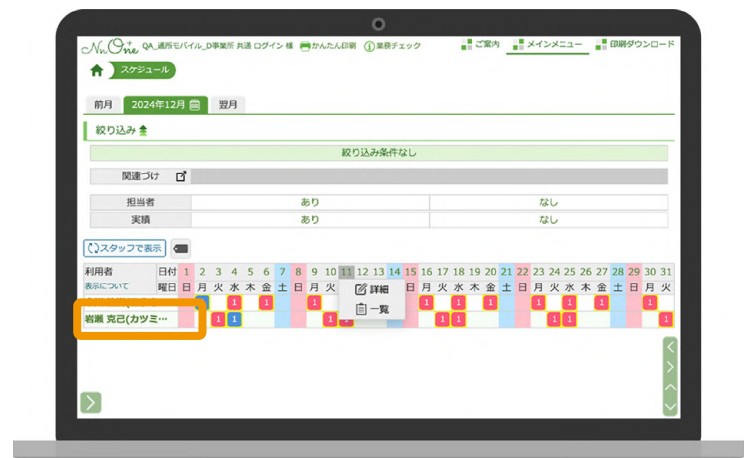 NuOne QA_通所モバイル_D事業所 共通 ログイン 様 かんたん印刷 業務チェック ご案内 メインメニュー 印刷ダウンロード
スケジュール
前月 2024年12月 翌月
絞り込み
絞り込み条件なし
関連づけ
担当者 あり なし
実績 あり なし
スタッフで表示
利用者 日付 1 2 3 4 5 6 7 8 9 10 11 12 13 14 15 16 17 18 19 20 21 22 23 24 25 26 27 28 29 30 31
表示について 曜日 日 月 火 水 木 金 土 日 月 火 日 月 火 水 木 金 土 日 月 火 水 木 金 土 日 月 火
詳細
1 1 1 1 1 1 1 1 1 1
一覧
岩瀬 克己(カツミ… 1 1 1 1 1 1 1 1